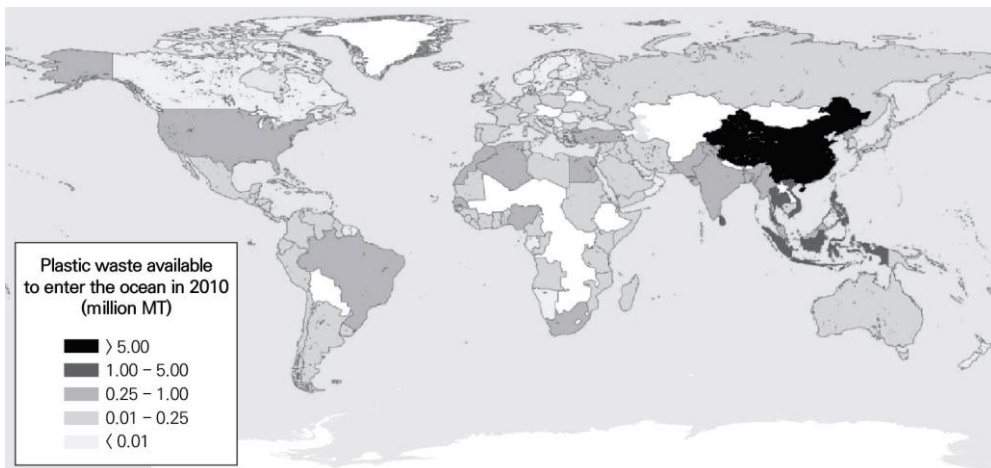 Plastic waste available
to enter the ocean in 2010
(million MT)
〉5.00
1.00 – 5.00
0.25 – 1.00
0.01 – 0.25
〈 0.01